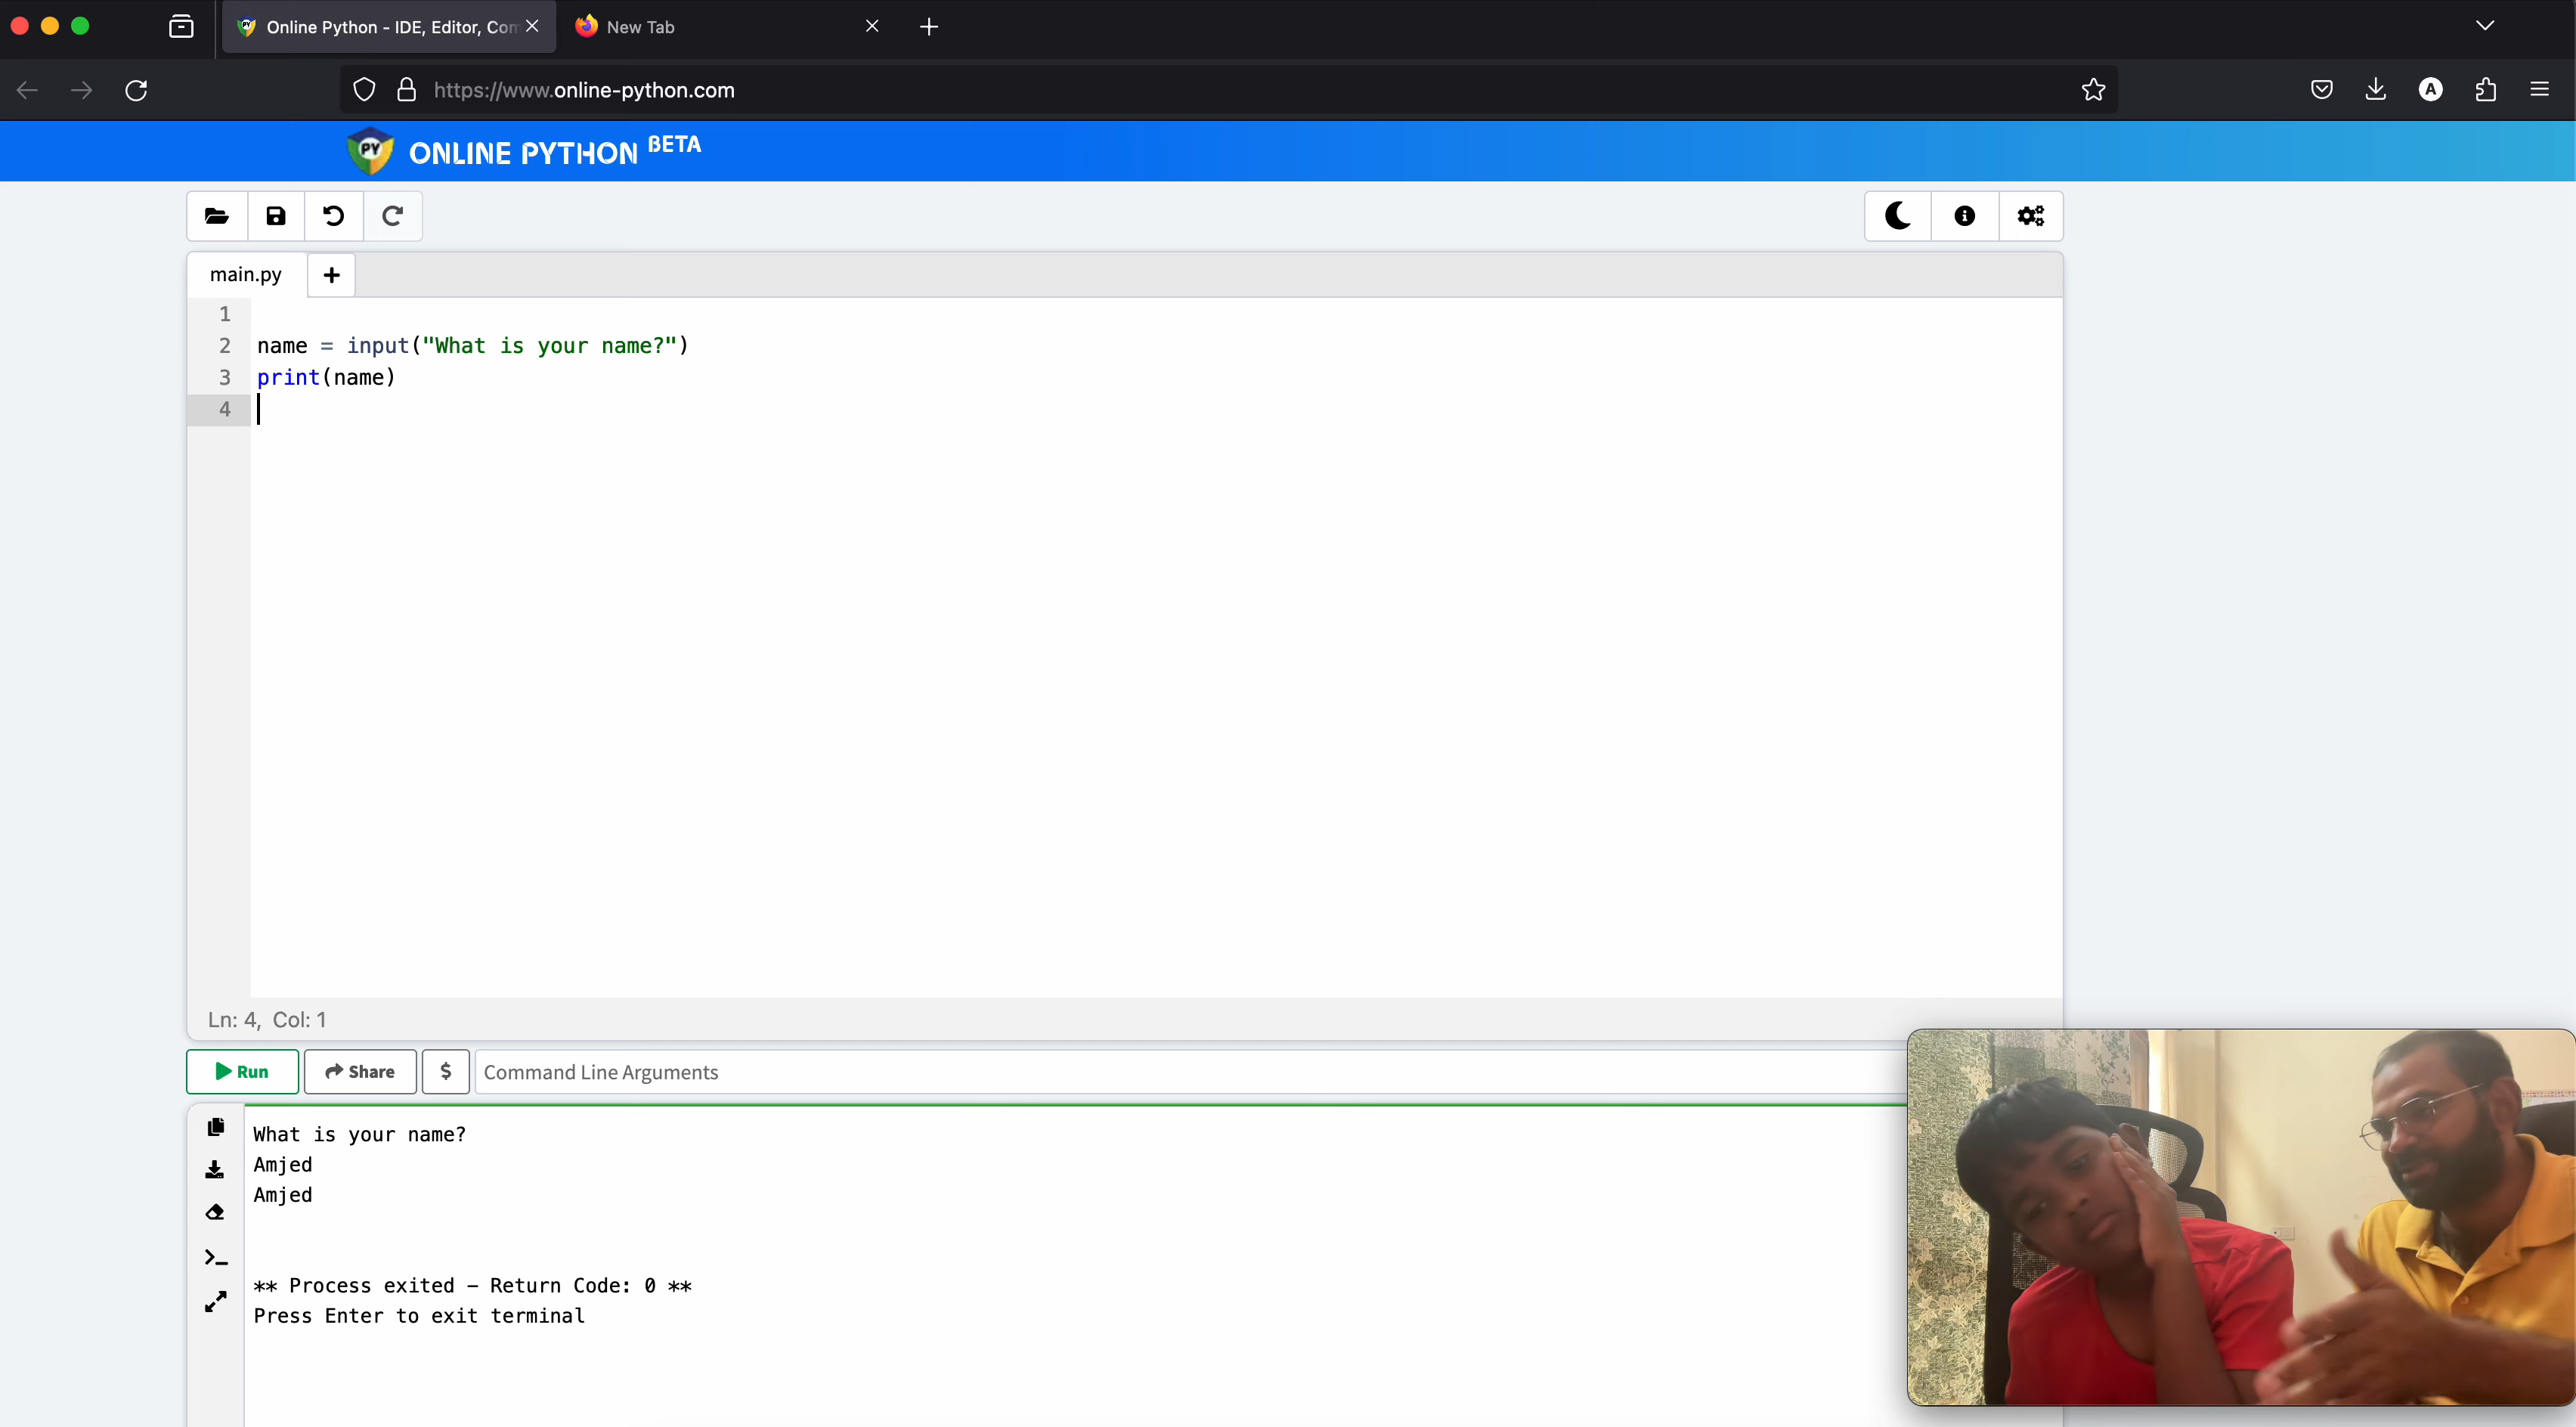 Online Python - IDE, Editor, Com
New Tab
https://www.online-python.com
A
PY
ONLINE PYTHON BETA
main.py
1
2 name = input("What is your name?")
3 print(name)
4
Ln: 4, Col: 1
Run
Share
$
Command Line Arguments
What is your name?
Amjed
Amjed
** Process exited - Return Code: 0 **
Press Enter to exit terminal